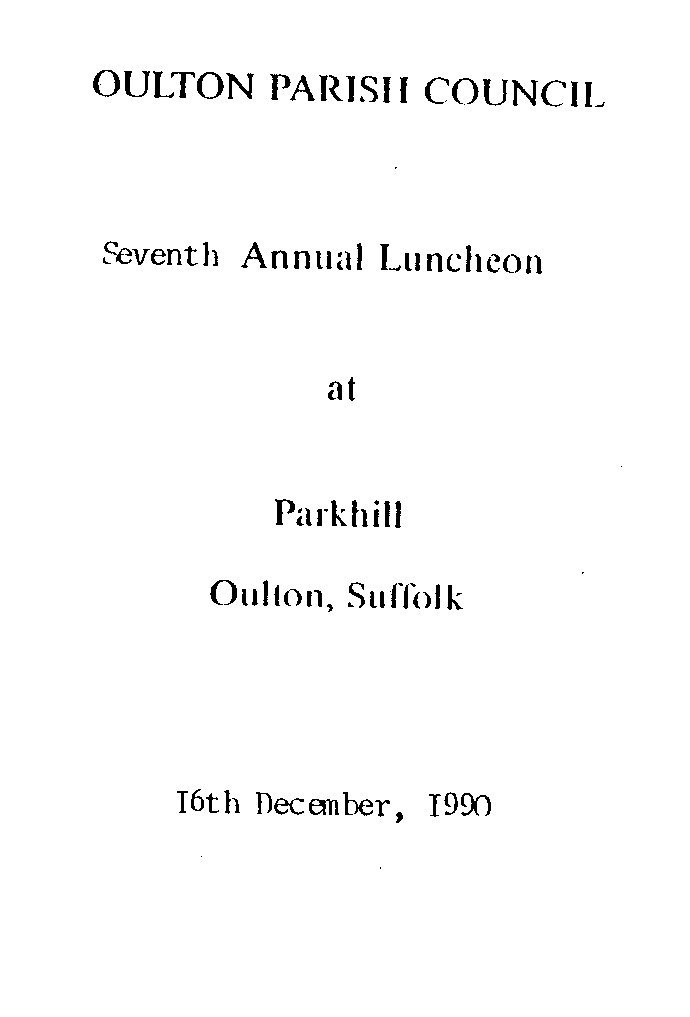 OULTON PARISH COUNCIL
Seventh Annual Luncheon
at
Parkhill
Oulton, Suffolk
16th December, 1990